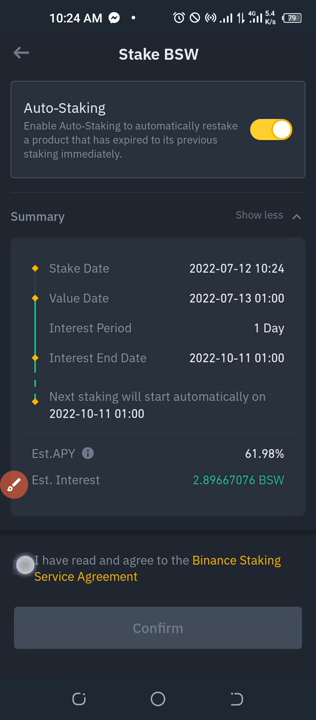 10:24 AM
4G 5.4 K/s 79
Stake BSW
Auto-Staking
Enable Auto-Staking to automatically restake
a product that has expired to its previous
staking immediately.
Summary Show less
Stake Date 2022-07-12 10:24
Value Date 2022-07-13 01:00
Interest Period 1 Day
Interest End Date 2022-10-11 01:00
Next staking will start automatically on
2022-10-11 01:00
Est.APY 61.98%
Est. Interest 2.89667076 BSW
I have read and agree to the Binance Staking
Service Agreement
Confirm